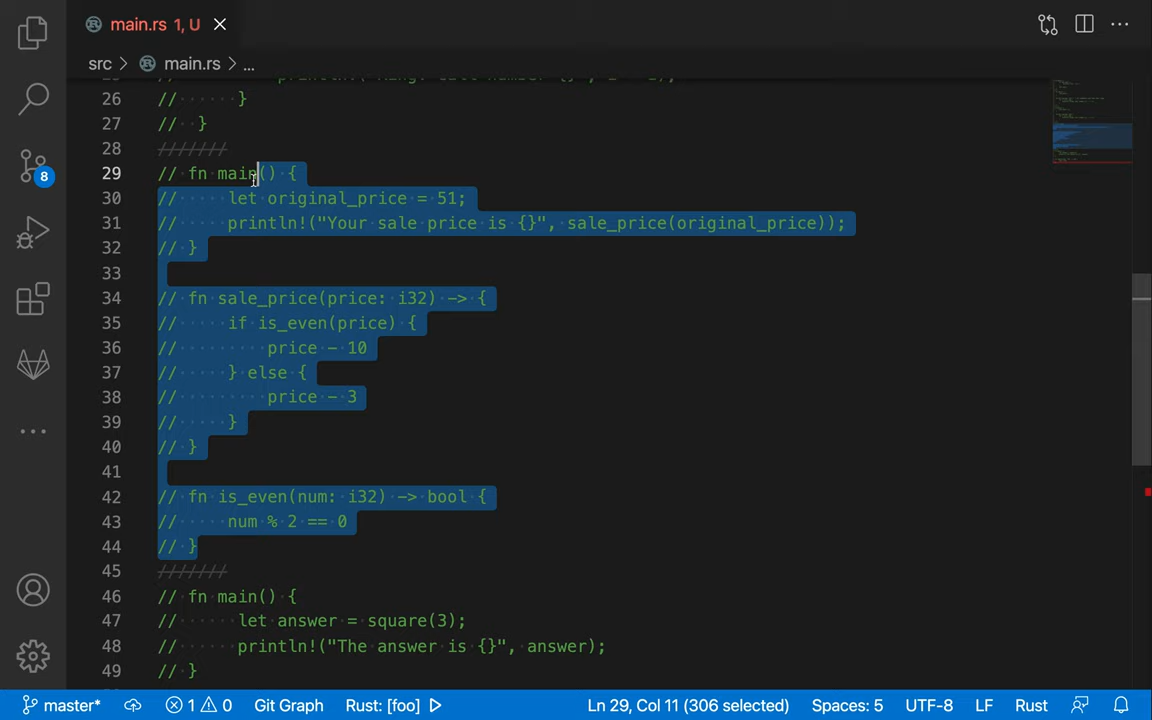 main.rs 1, U
src > main.rs > ...
26 // }
27 // }
28 ///////
29 // fn main() {
30 // let original_price = 51;
31 // println!("Your sale price is {}", sale_price(original_price));
32 // }
33
34 // fn sale_price(price: i32) -> {
35 // if is_even(price) {
36 // price - 10
37 // } else {
38 // price - 3
39 // }
40 // }
41
42 // fn is_even(num: i32) -> bool {
43 // num % 2 == 0
44 // }
45 ///////
46 // fn main() {
47 // let answer = square(3);
48 // println!("The answer is {}", answer);
49 // }
8
master* 1 0 Git Graph Rust: [foo] Ln 29, Col 11 (306 selected) Spaces: 5 UTF-8 LF Rust